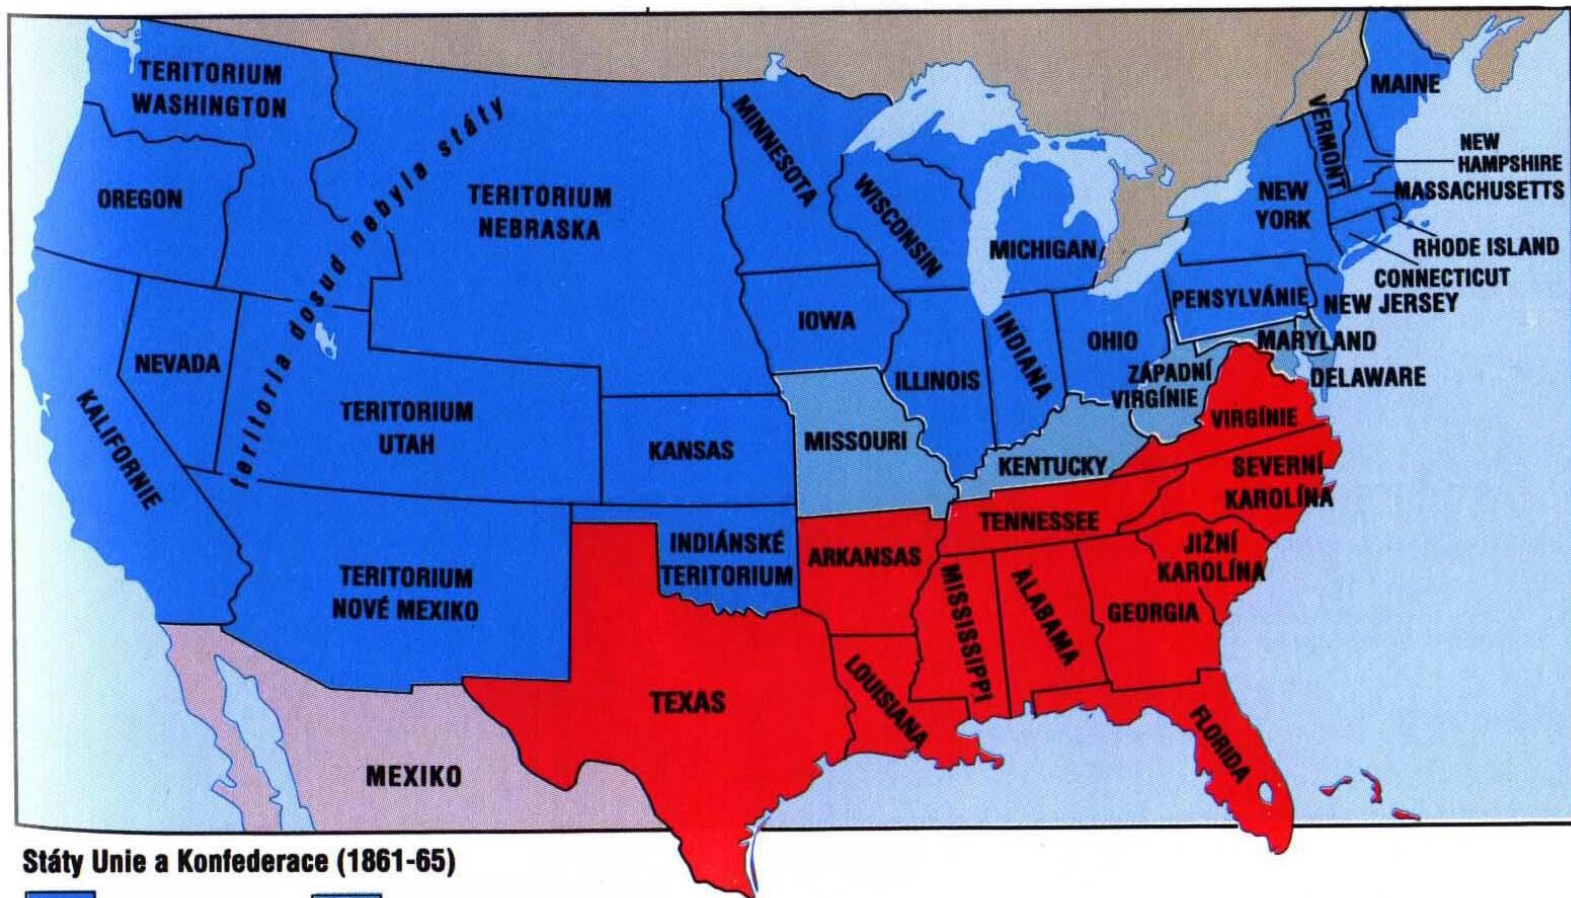 TERITORIUM
WASHINGTON
OREGON
teritoria dosud nebyla státy
TERITORIUM
NEBRASKA
MINNESOTA
WISCONSIN
MICHIGAN
MAINE
VERMONT
NEW
HAMPSHIRE
MASSACHUSETTS
NEW
YORK
RHODE ISLAND
CONNECTICUT
PENSYLVÁNIE
NEW JERSEY
IOWA
NEVADA
KALIFORNIE
TERITORIUM
UTAH
KANSAS
MISSOURI
ILLINOIS
INDIANA
OHIO
MARYLAND
DELAWARE
ZÁPADNÍ
VIRGÍNIE
VIRGÍNIE
KENTUCKY
SEVERNÍ
KAROLÍNA
TENNESSEE
JIŽNÍ
KAROLÍNA
INDIÁNSKÉ
TERITORIUM
ARKANSAS
TERITORIUM
NOVÉ MEXIKO
MISSISSIPPI
ALABAMA
GEORGIA
LOUISIANA
TEXAS
FLORIDA
MEXIKO
Státy Unie a Konfederace (1861-65)